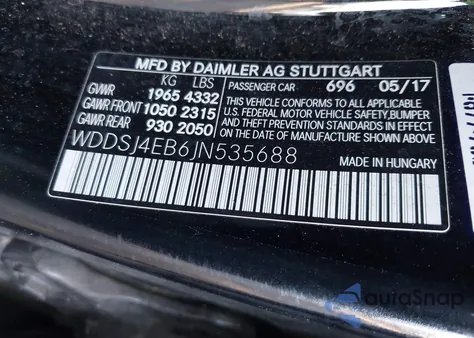 MFD BY DAIMLER AG STUTTGART
KG LBS PASSENGER CAR 696 05/17
GVWR 1965 4332 THIS VEHICLE CONFORMS TO ALL APPLICABLE
GAWR FRONT 1050 2315 U.S. FEDERAL MOTOR VEHICLE SAFETY,BUMPER,
GAWR REAR 930 2050 AND THEFT PREVENTION STANDARDS IN EFFECT
ON THE DATE OF MANUFACTURE SHOWN ABOVE.
WDDSJ4EB6JN535688 MADE IN HUNGARY
autoSnap